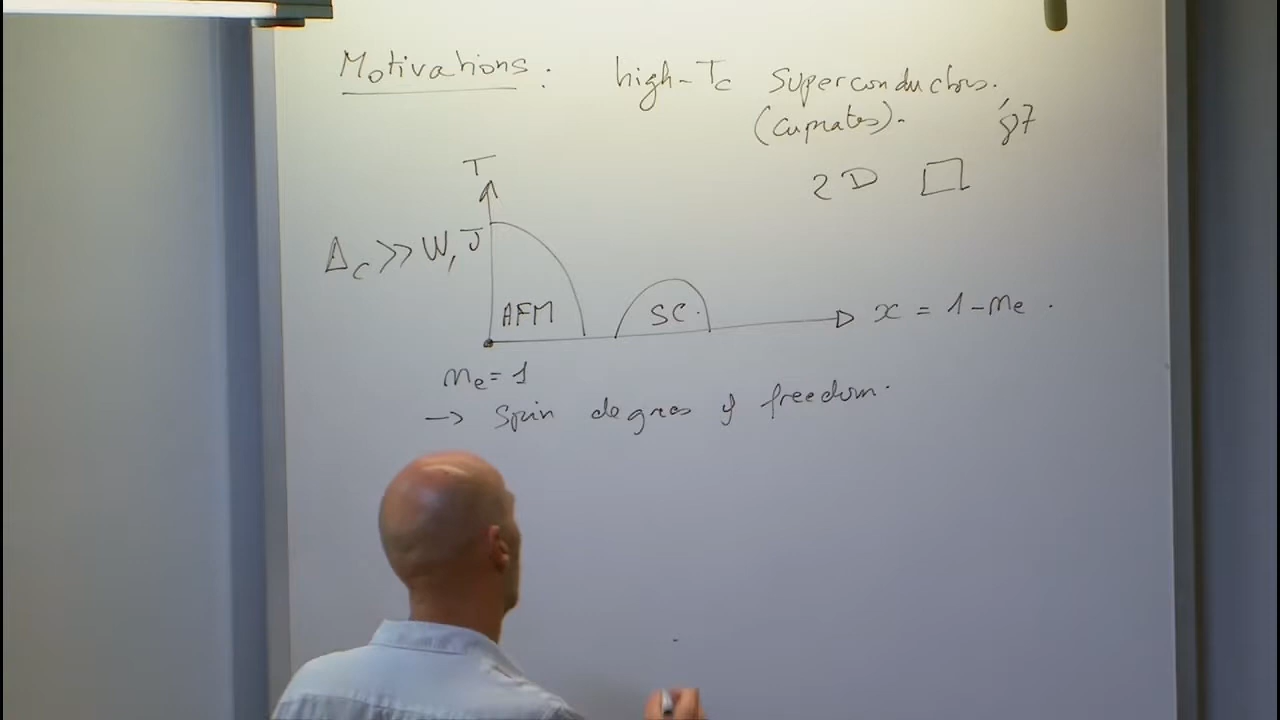 Motivations : high-Tc superconductors.
(cuprates). '87
2D □
T
Δc >> W, J
AFM SC. x = 1 - ne .
ne = 1
→ Spin degrees of freedom.